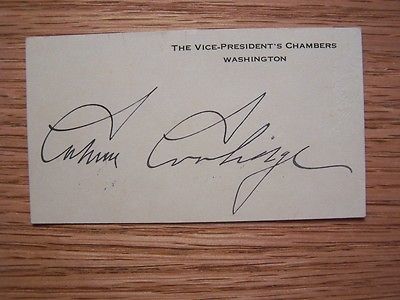 The Vice-President's Chambers
Washington
Calvin Coolidge